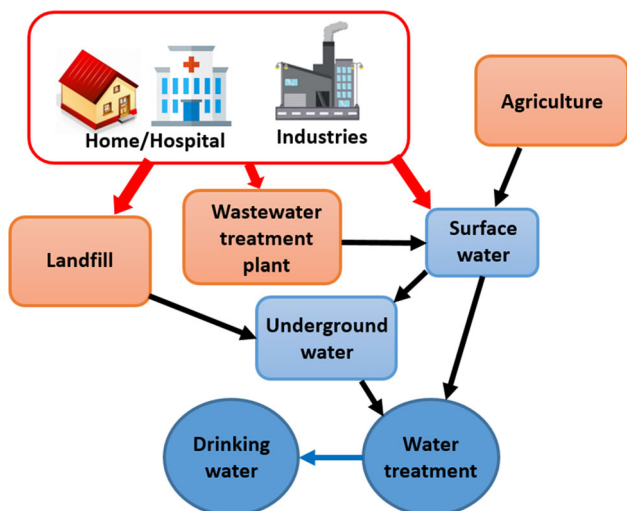 Home/Hospital
Industries
Agriculture
Landfill
Wastewater
treatment
plant
Surface
water
Underground
water
Drinking
water
Water
treatment